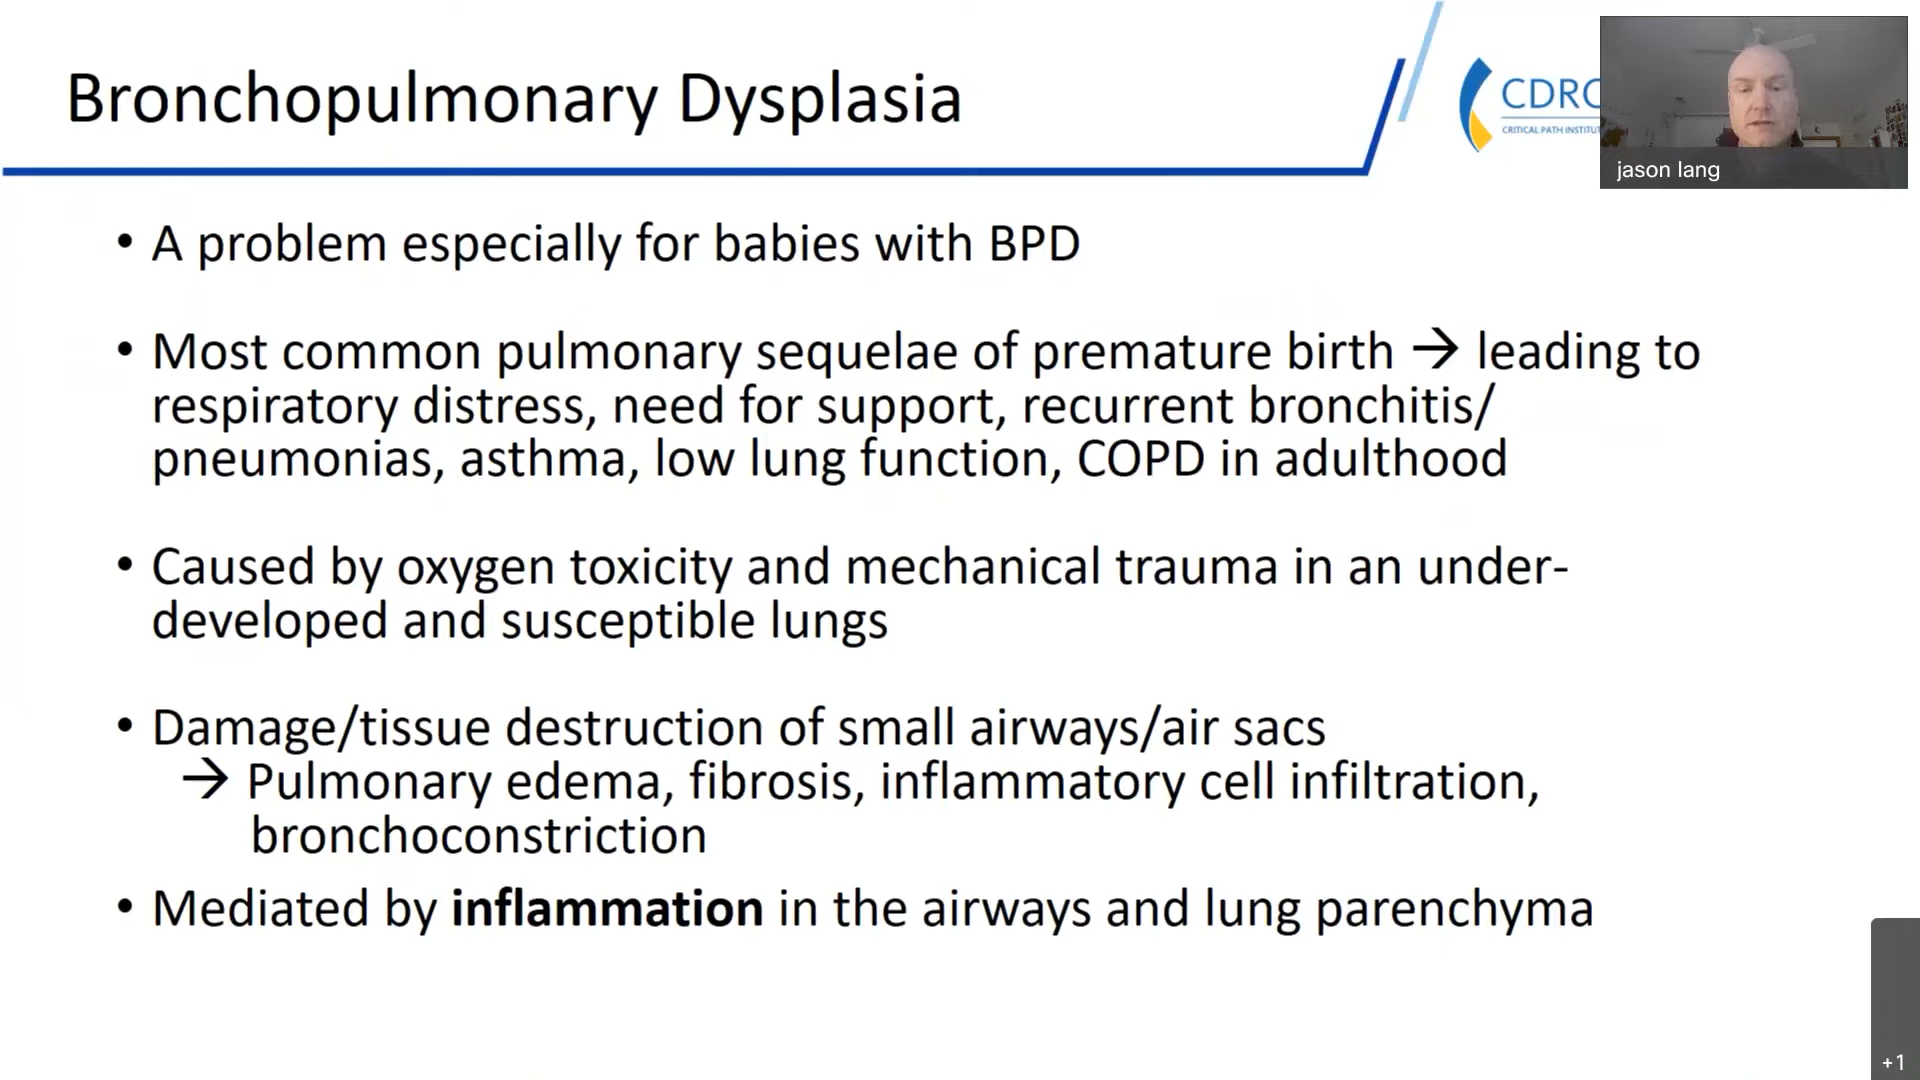 Bronchopulmonary Dysplasia
CDRC
CRITICAL PATH INSTITUT
jason lang
• A problem especially for babies with BPD
• Most common pulmonary sequelae of premature birth → leading to
respiratory distress, need for support, recurrent bronchitis/
pneumonias, asthma, low lung function, COPD in adulthood
• Caused by oxygen toxicity and mechanical trauma in an under-
developed and susceptible lungs
• Damage/tissue destruction of small airways/air sacs
→ Pulmonary edema, fibrosis, inflammatory cell infiltration,
bronchoconstriction
• Mediated by inflammation in the airways and lung parenchyma
+1